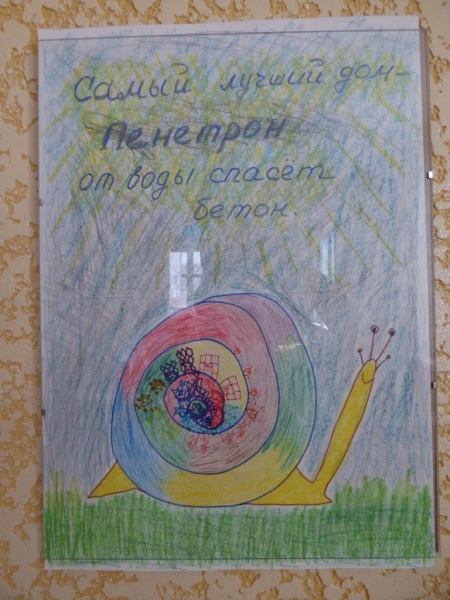 Самый лучший дом-
Пенетрон
от воды спасёт
бетон.